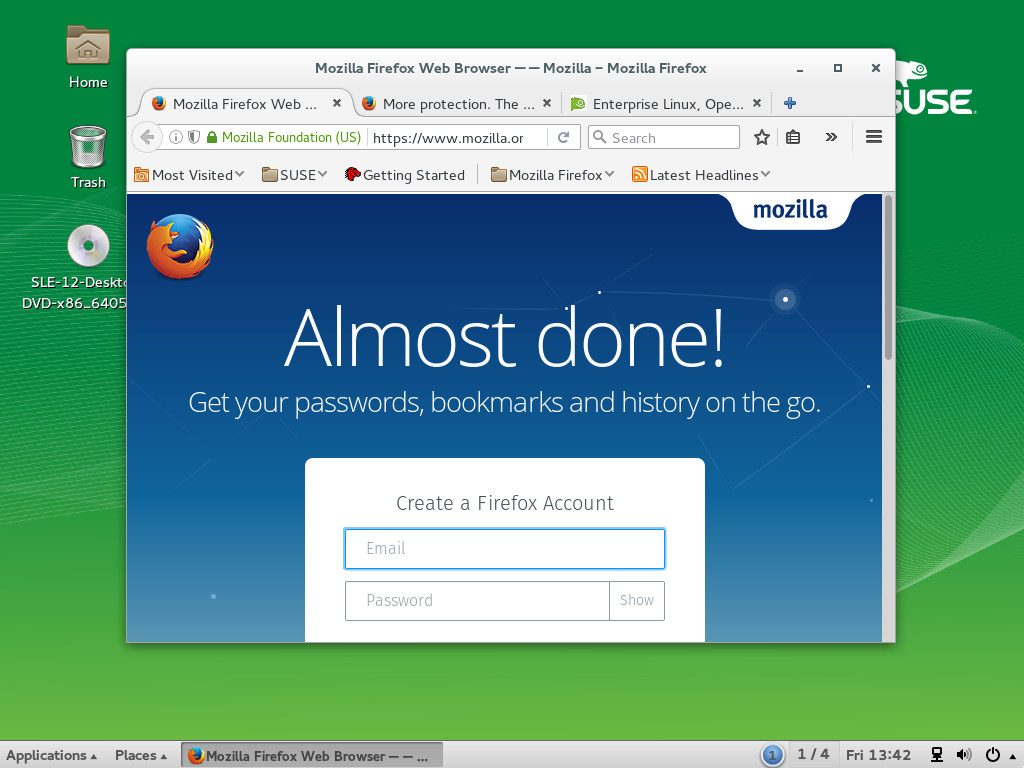 Home
Trash
SLE-12-Deskto
DVD-x86_6405
SUSE
Mozilla Firefox Web Browser — — Mozilla – Mozilla Firefox
Mozilla Firefox Web ...
More protection. The ...
Enterprise Linux, Ope...
Mozilla Foundation (US)
https://www.mozilla.or
Search
Most Visited
SUSE
Getting Started
Mozilla Firefox
Latest Headlines
mozilla
Almost done!
Get your passwords, bookmarks and history on the go.
Create a Firefox Account
Email
Password
Show
Applications
Places
Mozilla Firefox Web Browser — — ...
1
1 / 4
Fri 13:42